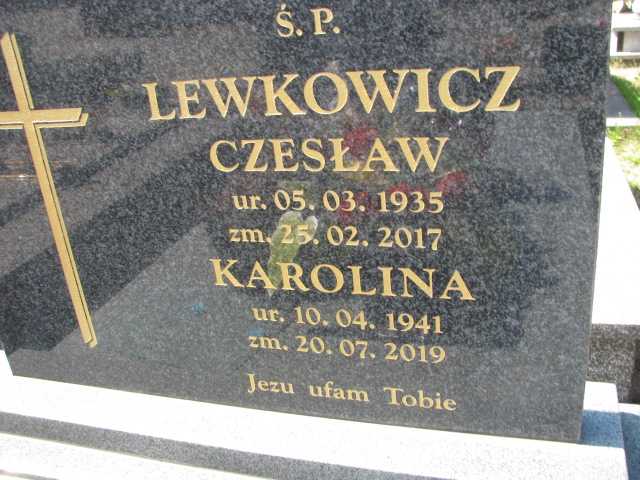 Ś. P.
LEWKOWICZ
CZESŁAW
ur. 05. 03. 1935
zm. 25. 02. 2017
KAROLINA
ur. 10. 04. 1941
zm. 20. 07. 2019
Jezu ufam Tobie